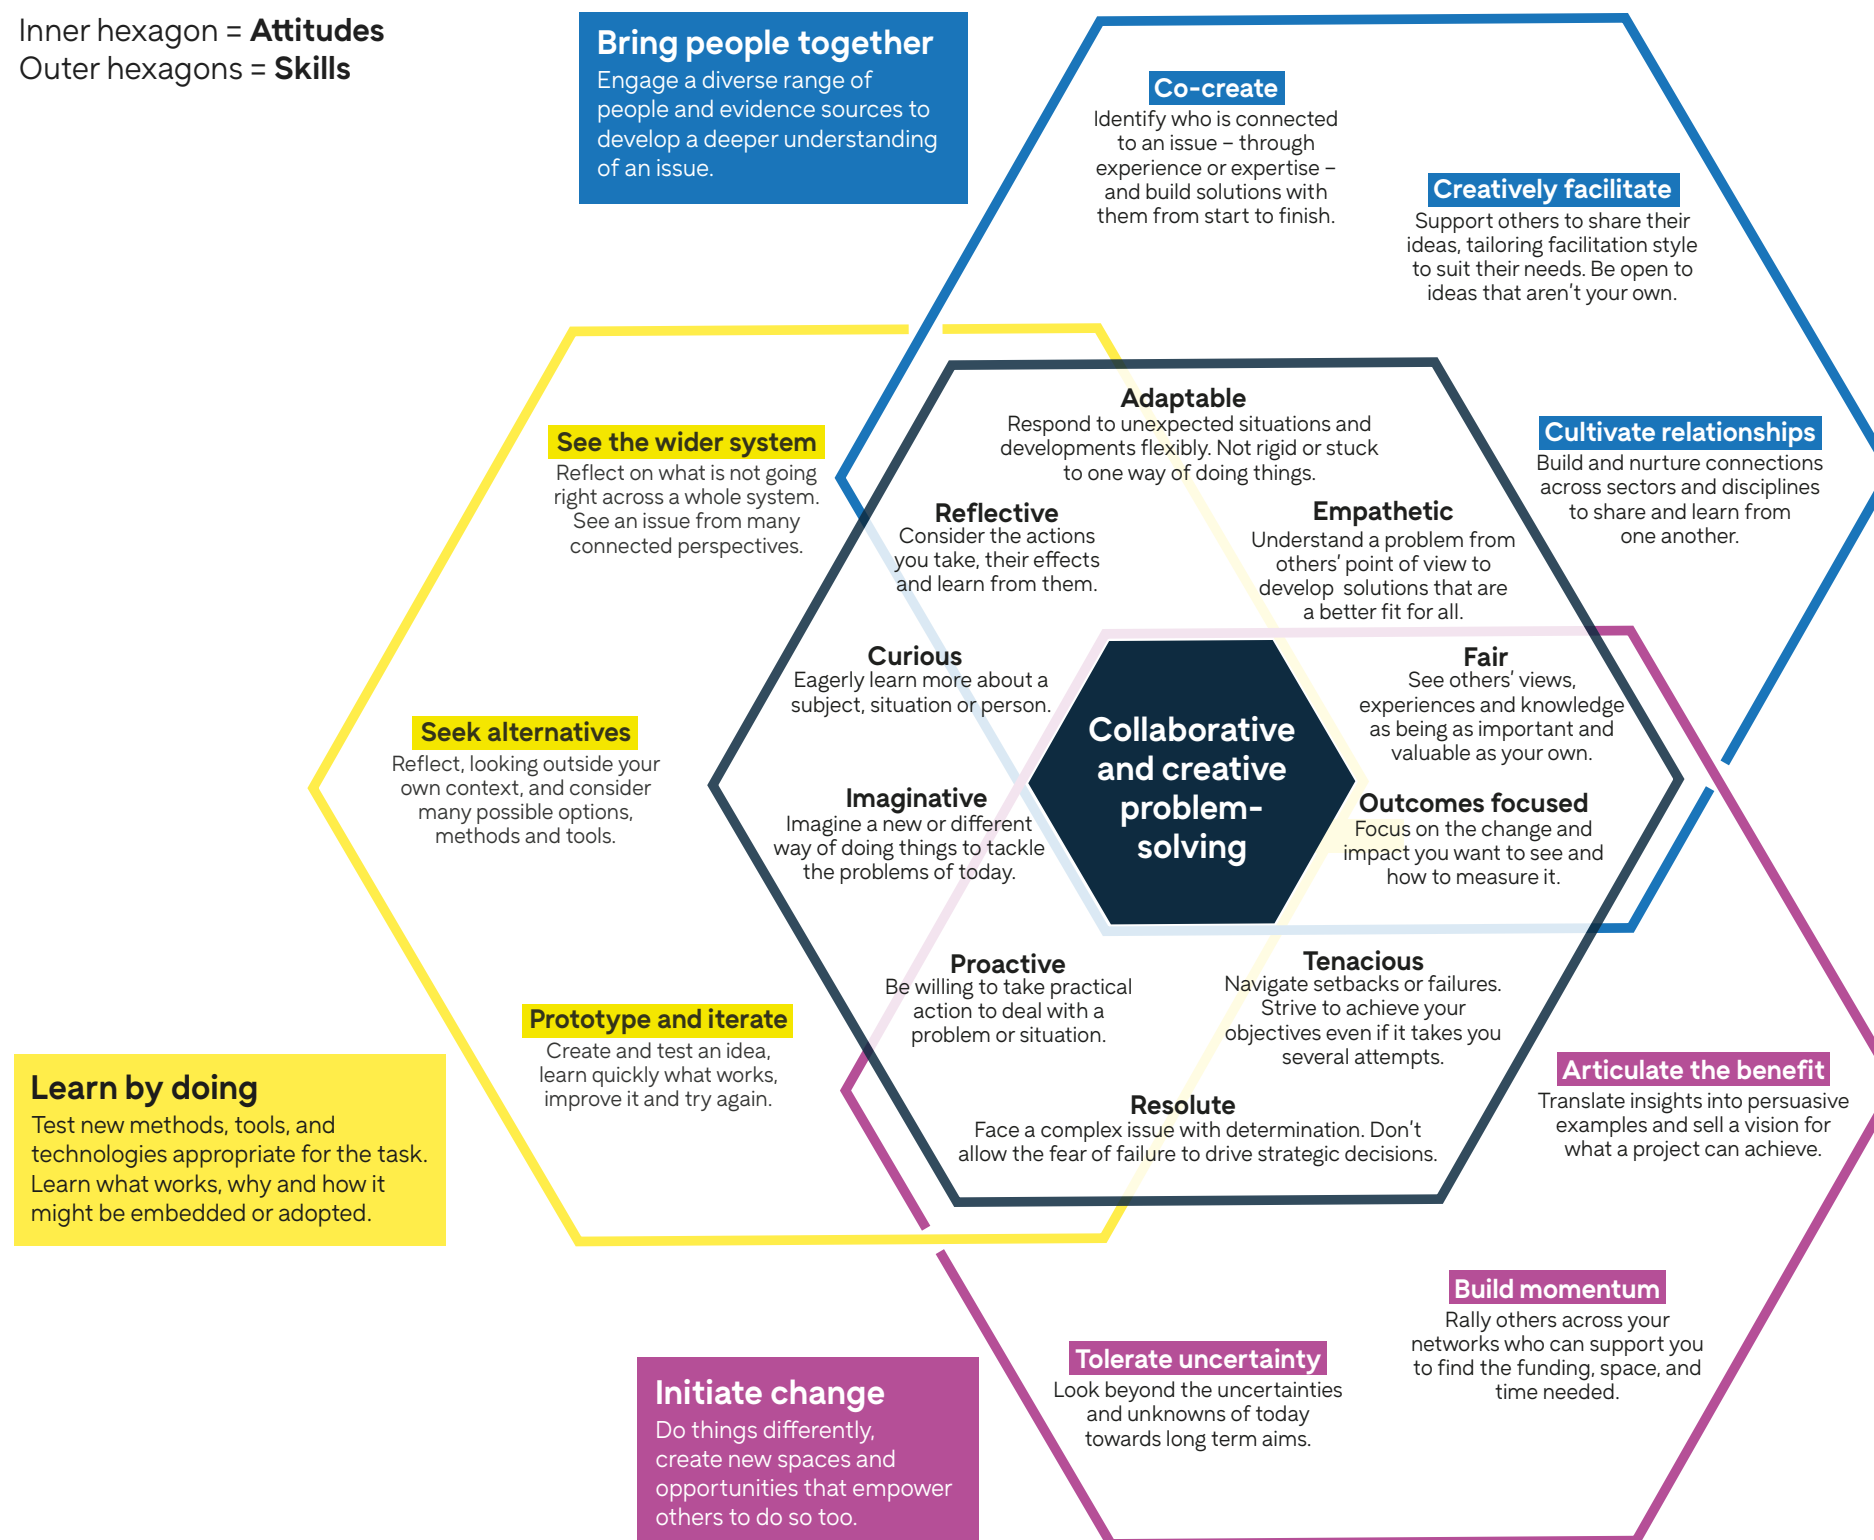 Inner hexagon = Attitudes
Outer hexagons = Skills
Bring people together
Engage a diverse range of
people and evidence sources to
develop a deeper understanding
of an issue.
Co-create
Identify who is connected
to an issue – through
experience or expertise –
and build solutions with
them from start to finish.
Creatively facilitate
Support others to share their
ideas, tailoring facilitation style
to suit their needs. Be open to
ideas that aren't your own.
Cultivate relationships
Build and nurture connections
across sectors and disciplines
to share and learn from
one another.
See the wider system
Reflect on what is not going
right across a whole system.
See an issue from many
connected perspectives.
Seek alternatives
Reflect, looking outside your
own context, and consider
many possible options,
methods and tools.
Prototype and iterate
Create and test an idea,
learn quickly what works,
improve it and try again.
Learn by doing
Test new methods, tools, and
technologies appropriate for the task.
Learn what works, why and how it
might be embedded or adopted.
Adaptable
Respond to unexpected situations and
developments flexibly. Not rigid or stuck
to one way of doing things.
Reflective
Consider the actions
you take, their effects
and learn from them.
Empathetic
Understand a problem from
others' point of view to
develop solutions that are
a better fit for all.
Curious
Eagerly learn more about a
subject, situation or person.
Fair
See others' views,
experiences and knowledge
as being as important and
valuable as your own.
Collaborative
and creative
problem-
solving
Imaginative
Imagine a new or different
way of doing things to tackle
the problems of today.
Outcomes focused
Focus on the change and
impact you want to see and
how to measure it.
Proactive
Be willing to take practical
action to deal with a
problem or situation.
Tenacious
Navigate setbacks or failures.
Strive to achieve your
objectives even if it takes you
several attempts.
Resolute
Face a complex issue with determination. Don't
allow the fear of failure to drive strategic decisions.
Articulate the benefit
Translate insights into persuasive
examples and sell a vision for
what a project can achieve.
Build momentum
Rally others across your
networks who can support you
to find the funding, space, and
time needed.
Tolerate uncertainty
Look beyond the uncertainties
and unknowns of today
towards long term aims.
Initiate change
Do things differently,
create new spaces and
opportunities that empower
others to do so too.